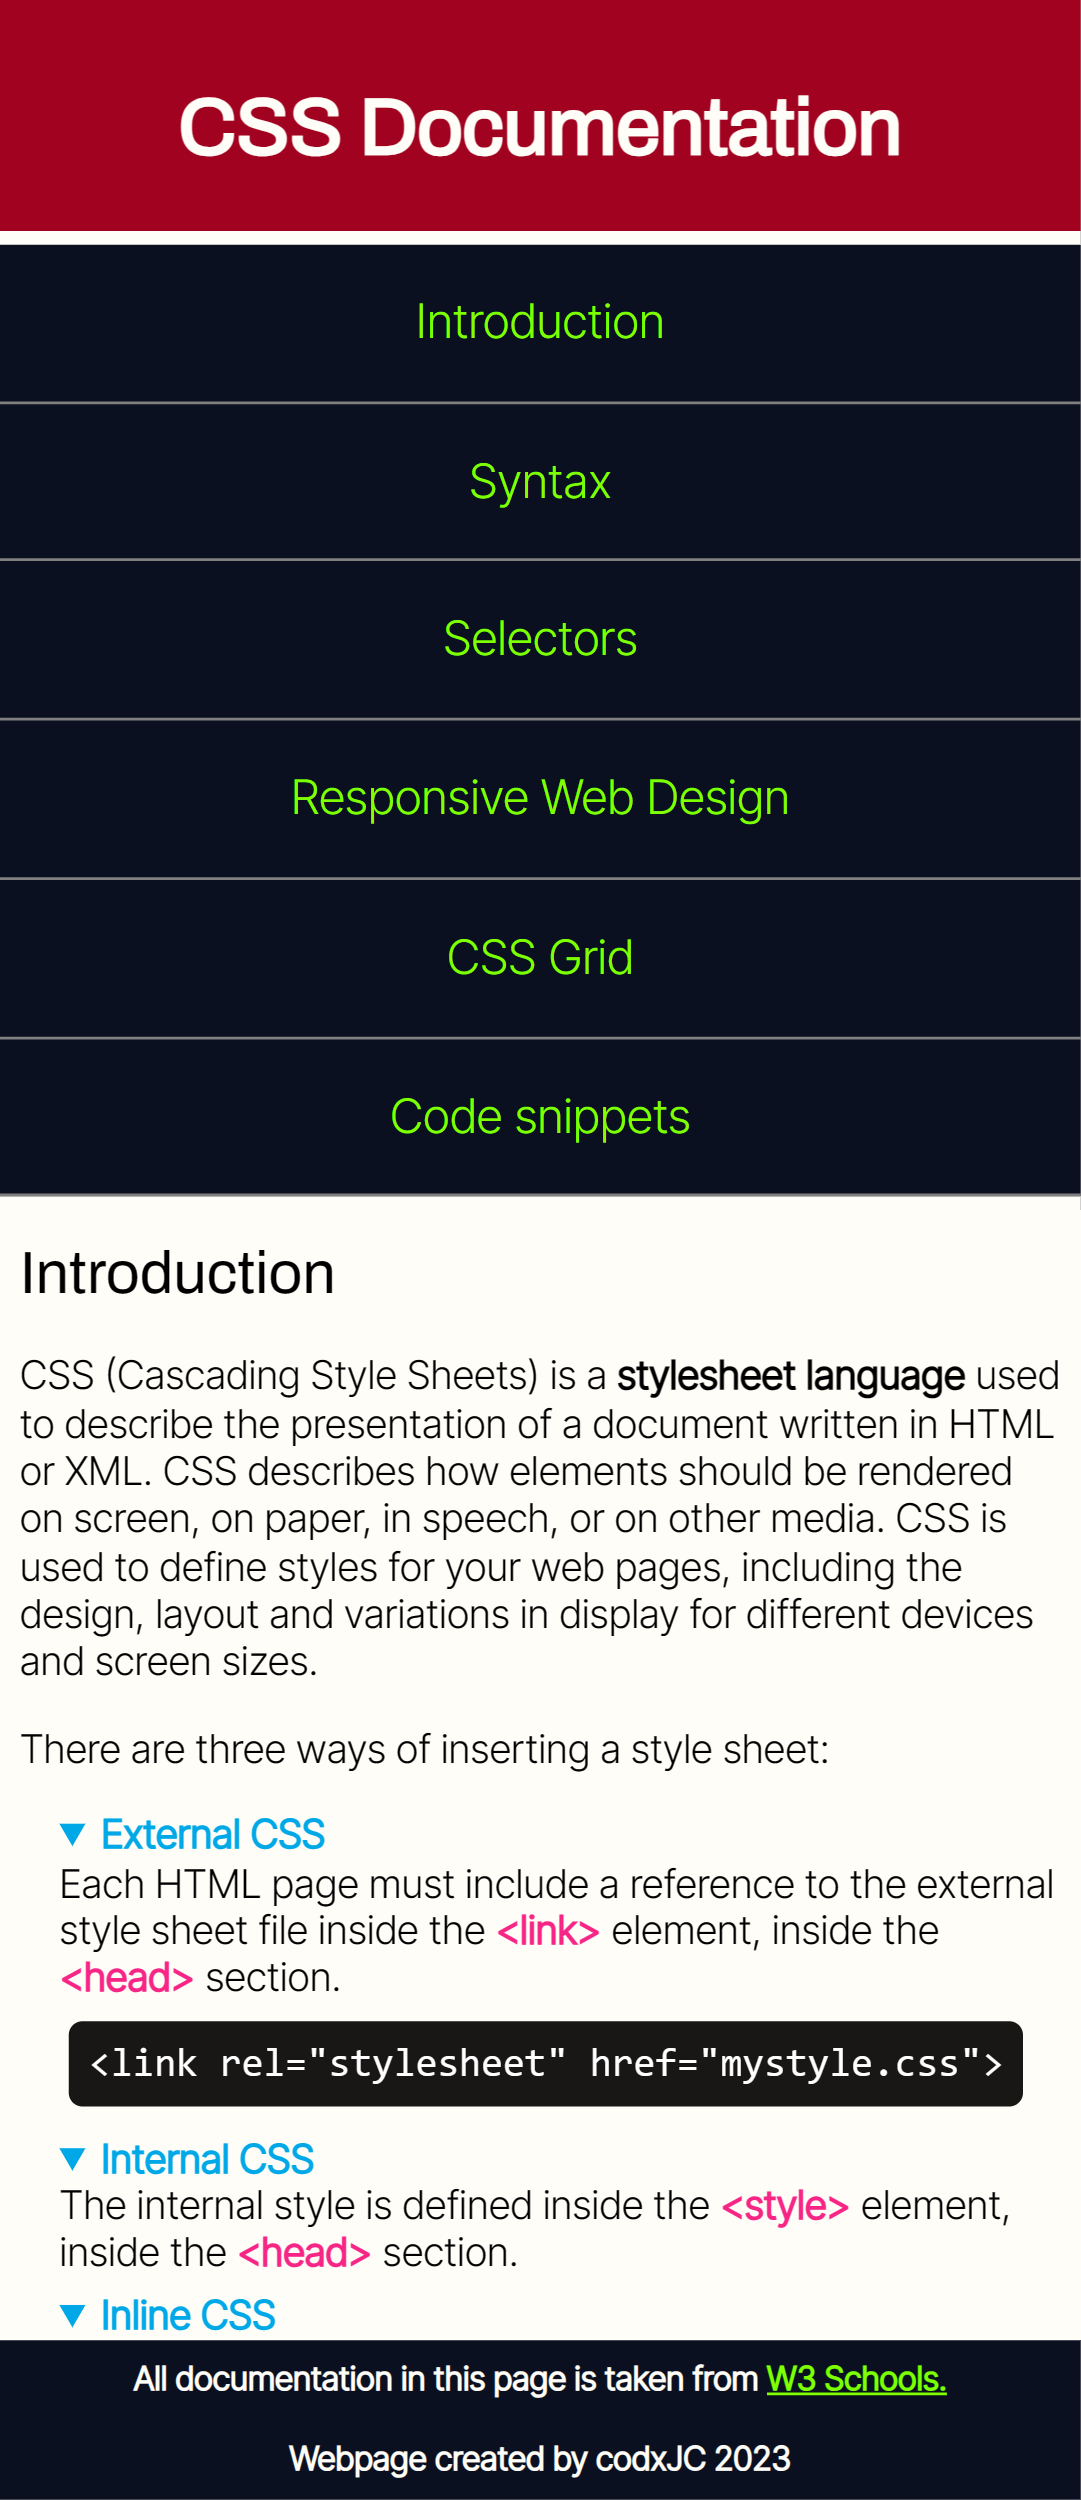 CSS Documentation
Introduction
Syntax
Selectors
Responsive Web Design
CSS Grid
Code snippets
Introduction
CSS (Cascading Style Sheets) is a stylesheet language used
to describe the presentation of a document written in HTML
or XML. CSS describes how elements should be rendered
on screen, on paper, in speech, or on other media. CSS is
used to define styles for your web pages, including the
design, layout and variations in display for different devices
and screen sizes.
There are three ways of inserting a style sheet:
External CSS
Each HTML page must include a reference to the external
style sheet file inside the <link> element, inside the
<head> section.
<link rel="stylesheet" href="mystyle.css">
Internal CSS
The internal style is defined inside the <style> element,
inside the <head> section.
Inline CSS
All documentation in this page is taken from W3 Schools.
Webpage created by codxJC 2023